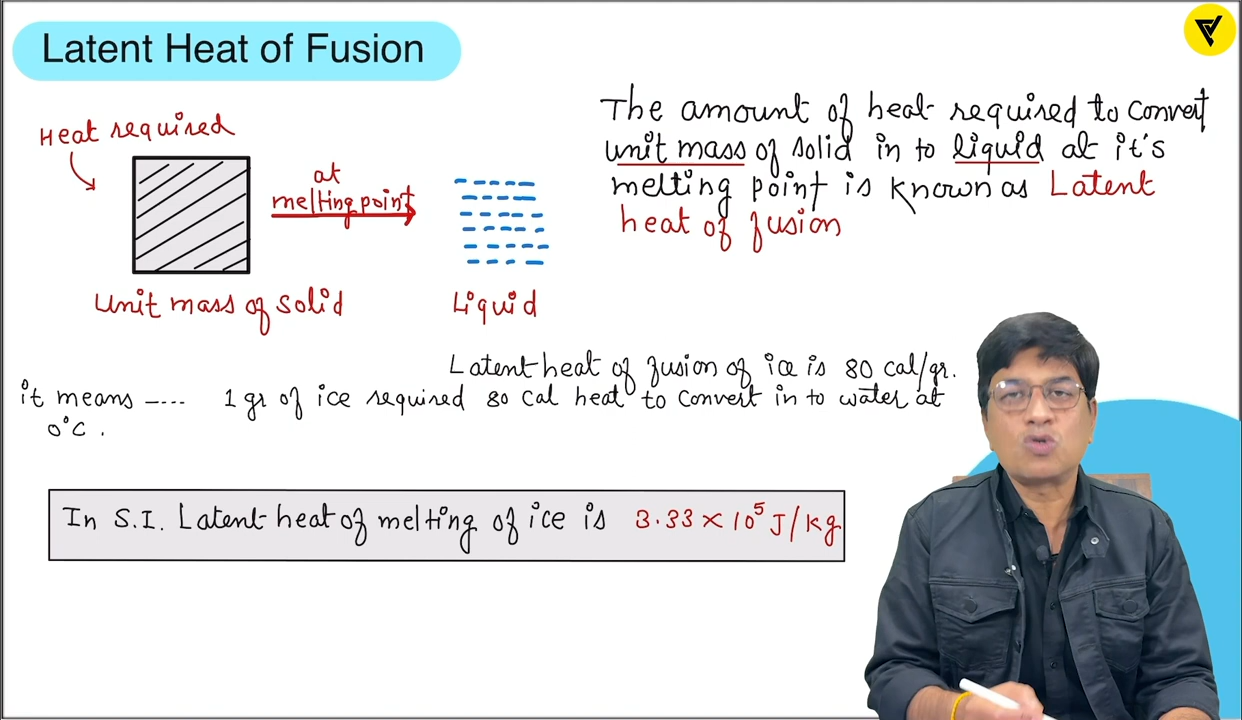 Latent Heat of Fusion
Heat required
at
melting point
Unit mass of solid
Liquid
The amount of heat required to convert
unit mass of solid in to liquid at it's
melting point is known as Latent
heat of fusion
Latent heat of fusion of ice is 80 cal/gr.
it means ---- 1 gr of ice required 80 cal heat to convert in to water at
0°C .
In S.I. Latent heat of melting of ice is 3.33 × 10⁵ J/kg